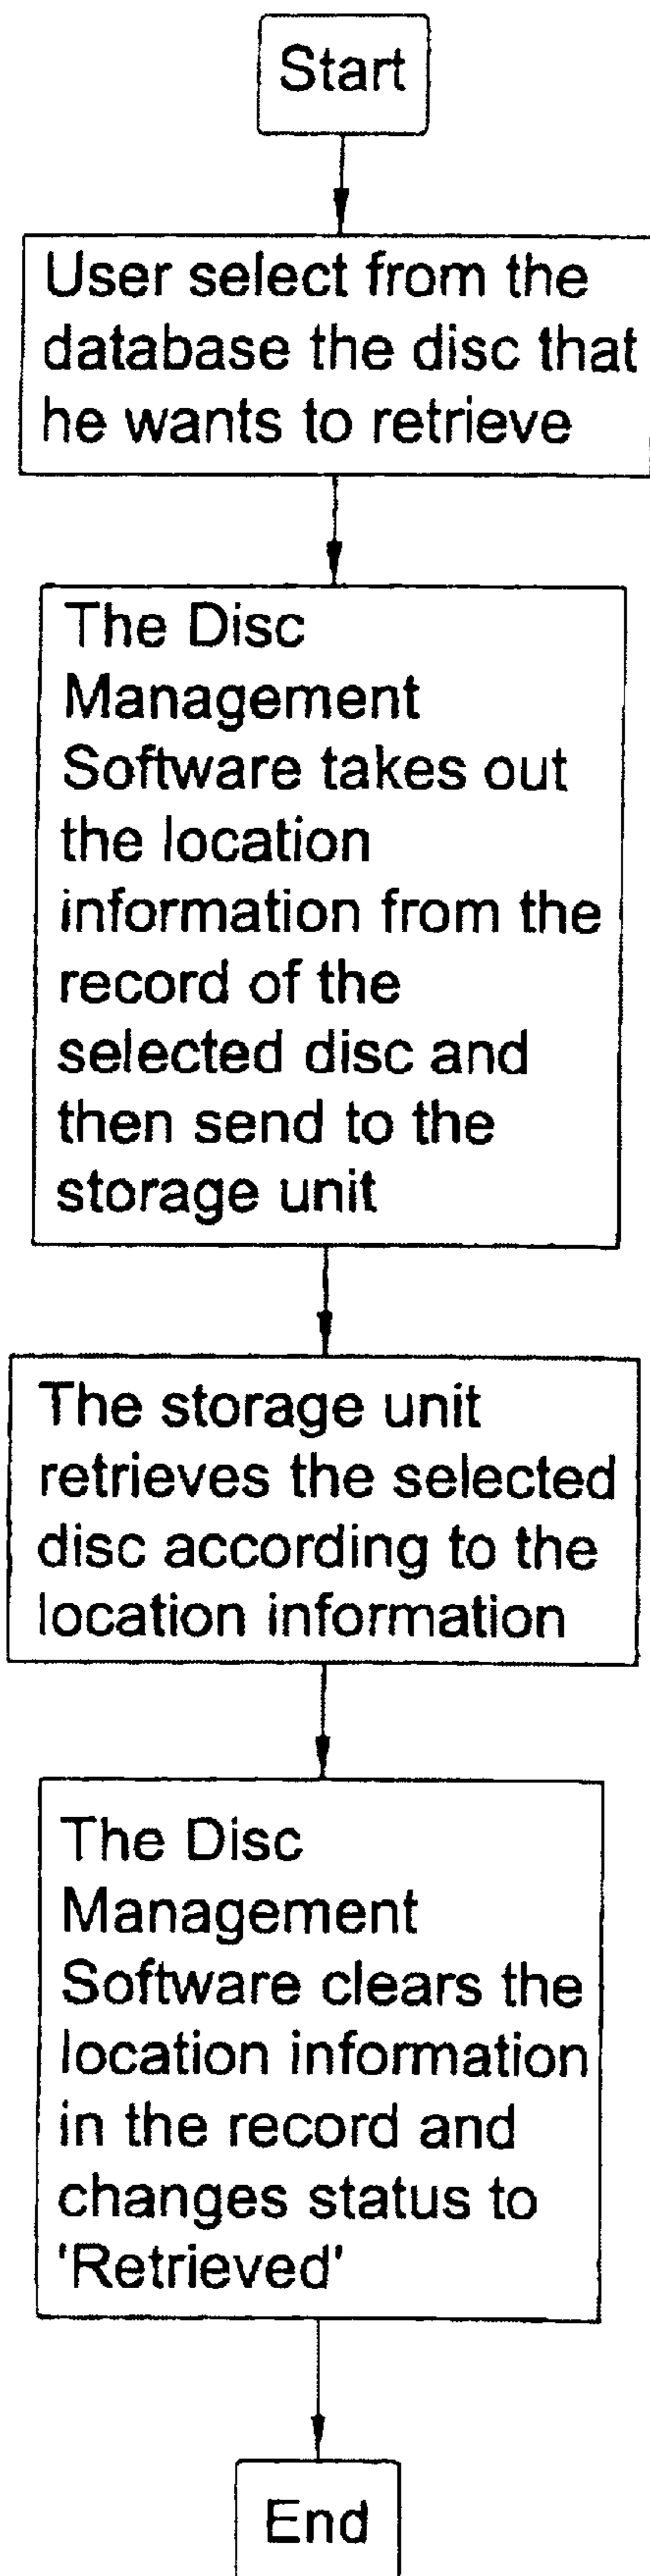 Start
User select from the
database the disc that
he wants to retrieve
The Disc
Management
Software takes out
the location
information from the
record of the
selected disc and
then send to the
storage unit
The storage unit
retrieves the selected
disc according to the
location information
The Disc
Management
Software clears the
location information
in the record and
changes status to
'Retrieved'
End